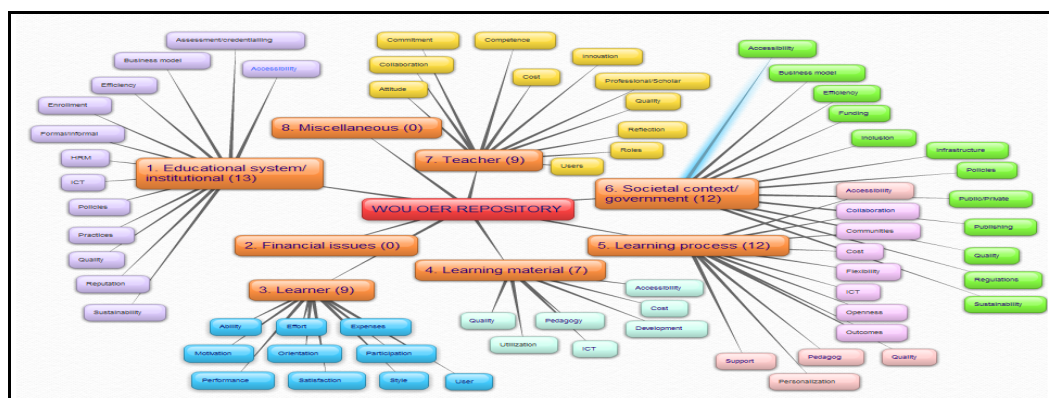 WOU OER REPOSITORY
1. Educational system/
institutional (13)
Assessment/credentialling
Business model
Accessibility
Efficiency
Enrollment
Formal/informal
HRM
ICT
Policies
Practices
Quality
Reputation
Sustainability
2. Financial issues (0)
3. Learner (9)
Ability
Effort
Expenses
Motivation
Orientation
Participation
Performance
Satisfaction
Style
User
4. Learning material (7)
Accessibility
Cost
Development
Quality
Pedagogy
Utilization
ICT
5. Learning process (12)
Accessibility
Collaboration
Communities
Cost
Flexibility
ICT
Openness
Outcomes
Quality
Pedagog
Support
Personalization
6. Societal context/
government (12)
Accessibility
Business model
Efficiency
Funding
Inclusion
Infrastructure
Policies
Public/Private
Publishing
Quality
Regulations
Sustainability
7. Teacher (9)
Commitment
Competence
Collaboration
Innovation
Cost
Attitude
Professional/Scholar
Quality
Reflection
Roles
Users
8. Miscellaneous (0)